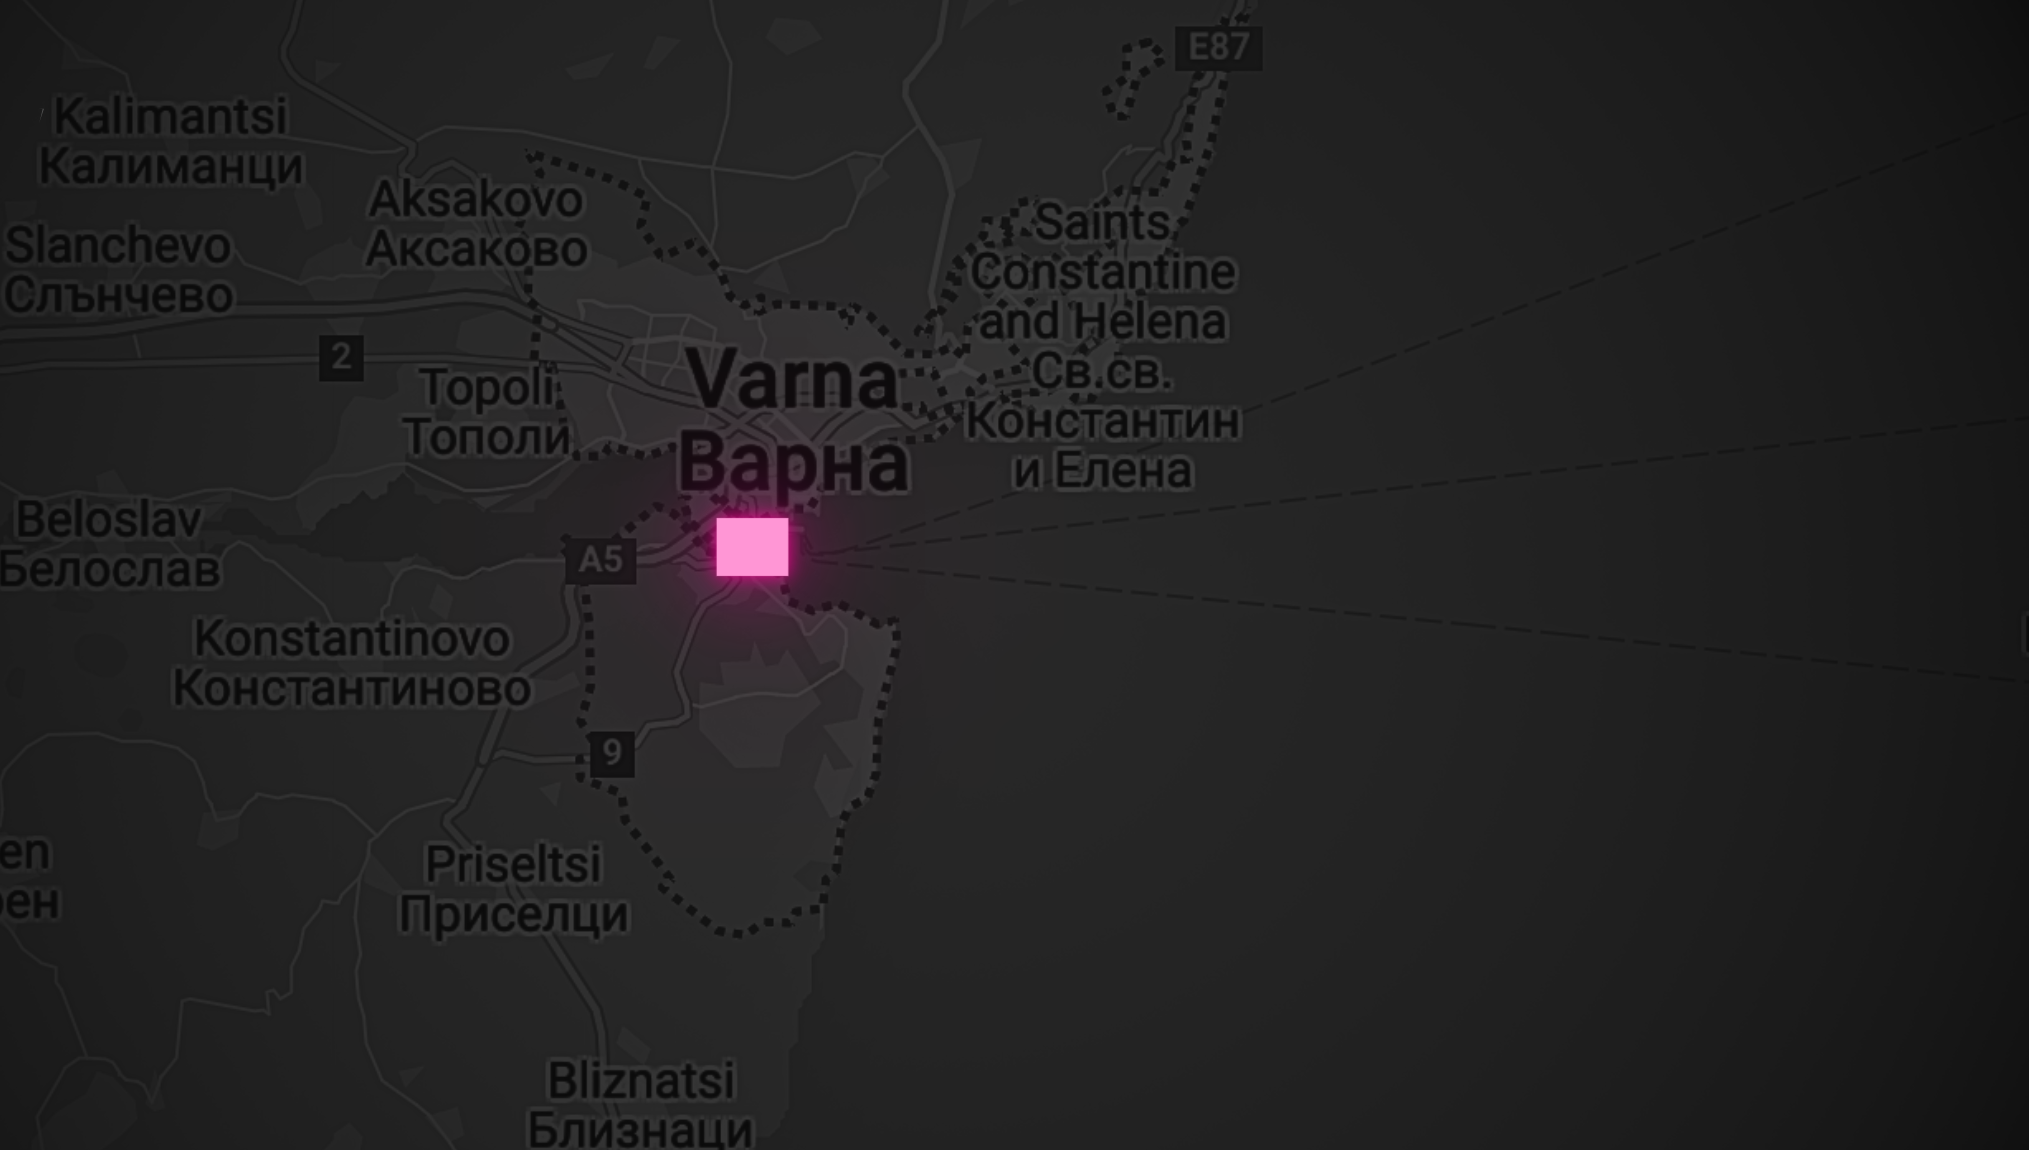 E87
Kalimantsi
Калиманци
Aksakovo
Аксаково
Slanchevo
Слънчево
Saints
Constantine
and Helena
Св.св.
Константин
и Елена
2
Topoli
Тополи
Varna
Варна
Beloslav
Белослав
A5
Konstantinovo
Константиново
9
en
рен
Priseltsi
Приселци
Bliznatsi
Близнаци